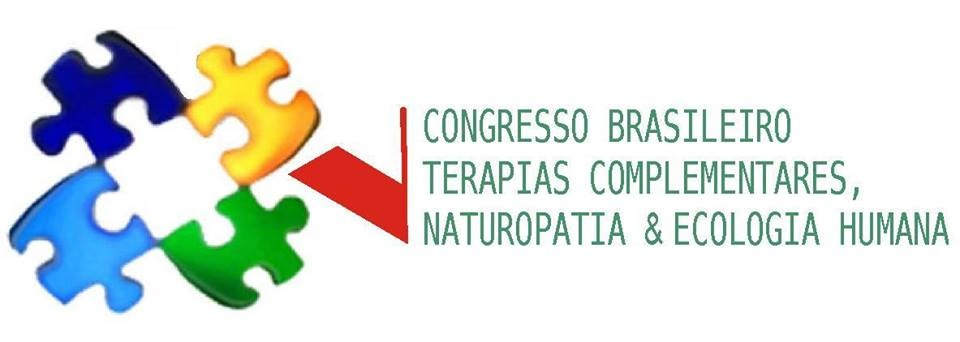 CONGRESSO BRASILEIRO
TERAPIAS COMPLEMENTARES,
NATUROPATIA & ECOLOGIA HUMANA